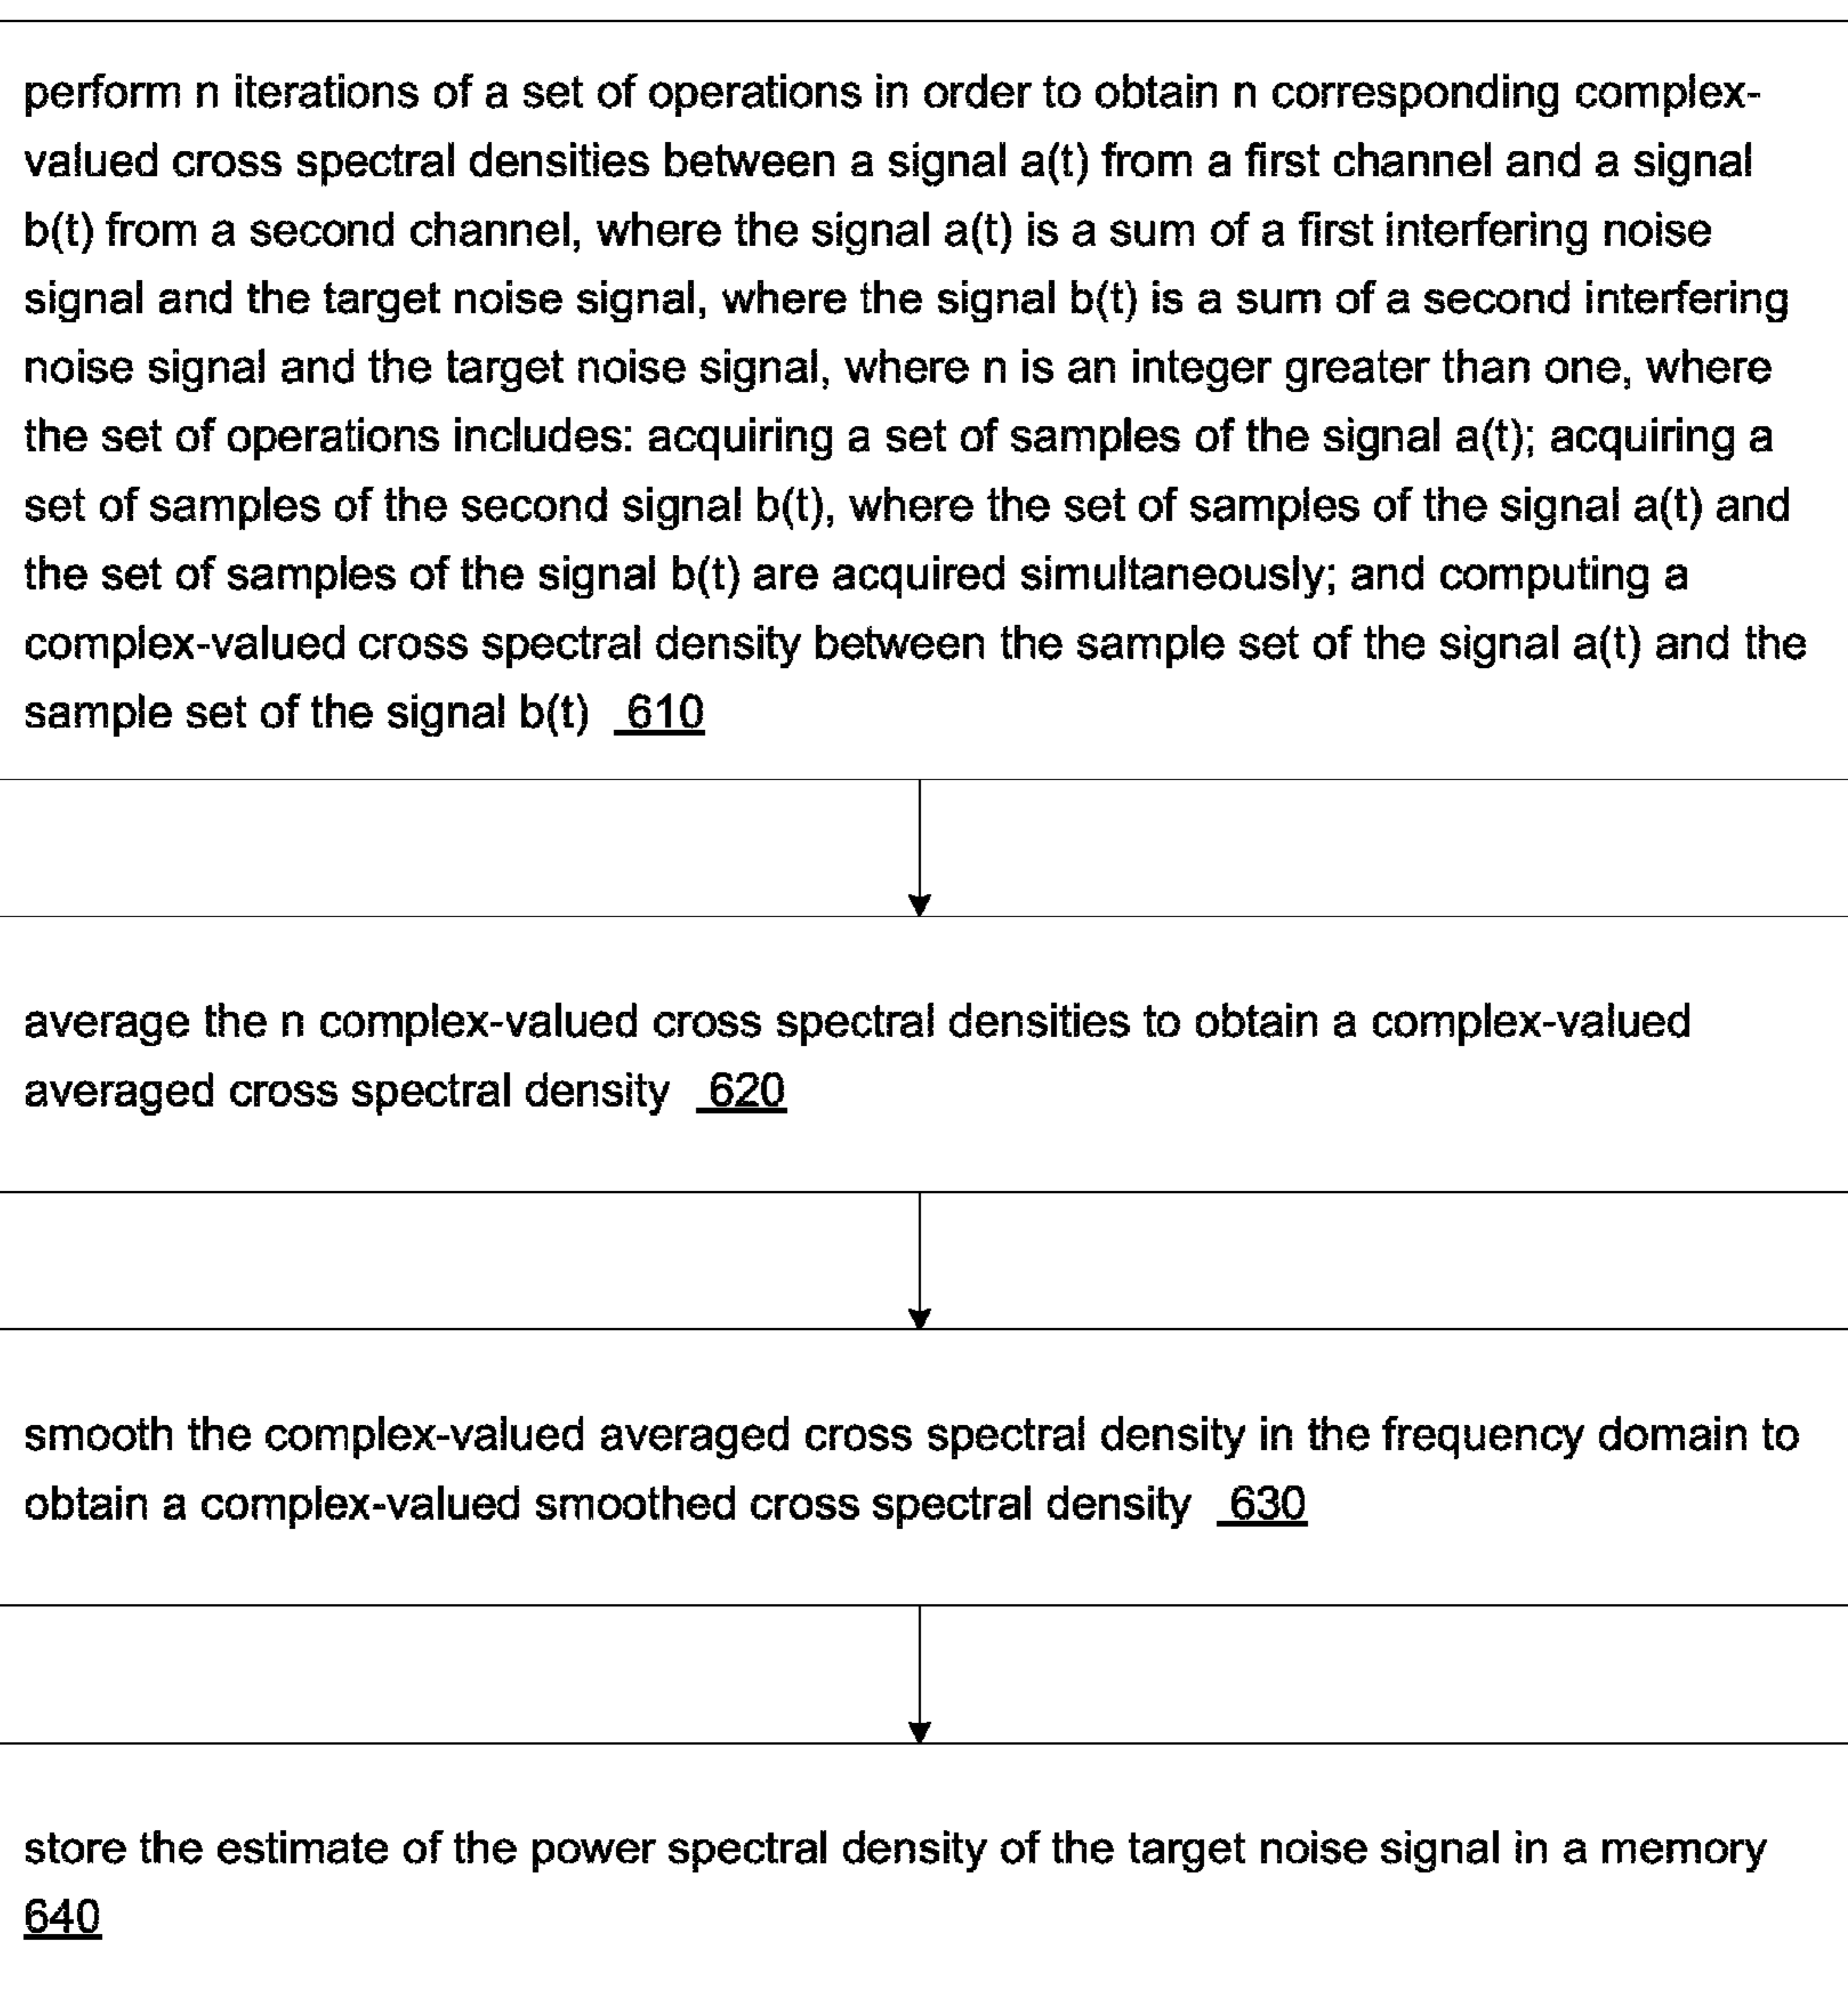 perform n iterations of a set of operations in order to obtain n corresponding complex-
valued cross spectral densities between a signal a(t) from a first channel and a signal
b(t) from a second channel, where the signal a(t) is a sum of a first interfering noise
signal and the target noise signal, where the signal b(t) is a sum of a second interfering
noise signal and the target noise signal, where n is an integer greater than one, where
the set of operations includes: acquiring a set of samples of the signal a(t); acquiring a
set of samples of the second signal b(t), where the set of samples of the signal a(t) and
the set of samples of the signal b(t) are acquired simultaneously; and computing a
complex-valued cross spectral density between the sample set of the signal a(t) and the
sample set of the signal b(t) 610
average the n complex-valued cross spectral densities to obtain a complex-valued
averaged cross spectral density 620
smooth the complex-valued averaged cross spectral density in the frequency domain to
obtain a complex-valued smoothed cross spectral density 630
store the estimate of the power spectral density of the target noise signal in a memory
640